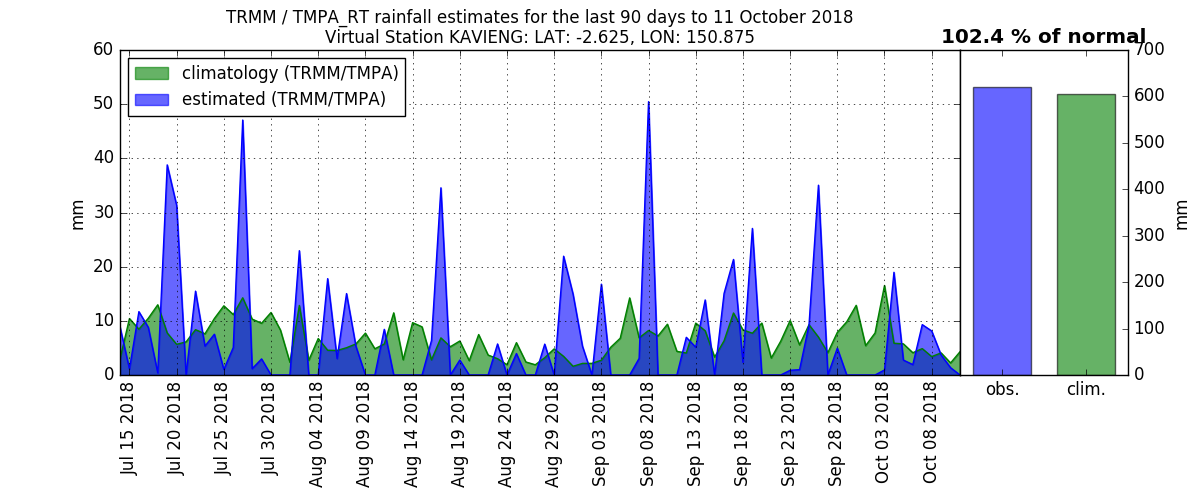 TRMM / TMPA_RT rainfall estimates for the last 90 days to 11 October 2018
Virtual Station KAVIENG: LAT: -2.625, LON: 150.875
102.4 % of normal
climatology (TRMM/TMPA)
estimated (TRMM/TMPA)
mm
60
50
40
30
20
10
0
Jul 15 2018
Jul 20 2018
Jul 25 2018
Jul 30 2018
Aug 04 2018
Aug 09 2018
Aug 14 2018
Aug 19 2018
Aug 24 2018
Aug 29 2018
Sep 03 2018
Sep 08 2018
Sep 13 2018
Sep 18 2018
Sep 23 2018
Sep 28 2018
Oct 03 2018
Oct 08 2018
obs.
clim.
700
600
500
400
300
200
100
0
mm